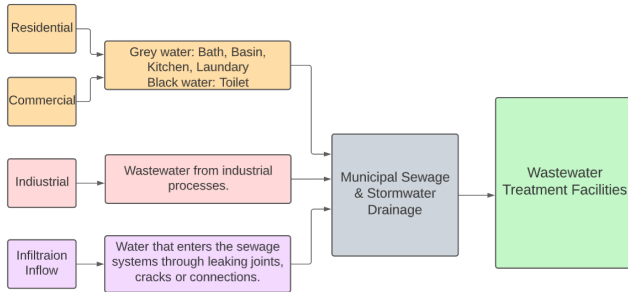 Residential
Commercial
Grey water: Bath, Basin,
Kitchen, Laundary
Black water: Toilet
Indiustrial
Wastewater from industrial
processes.
Infiltraion
Inflow
Water that enters the sewage
systems through leaking joints,
cracks or connections.
Municipal Sewage
& Stormwater
Drainage
Wastewater
Treatment Facilities